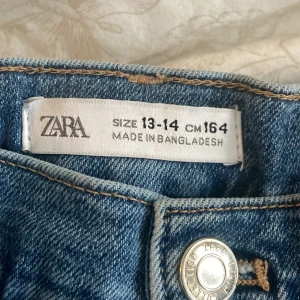 ZARA
SIZE 13-14 CM 164
MADE IN BANGLADESH